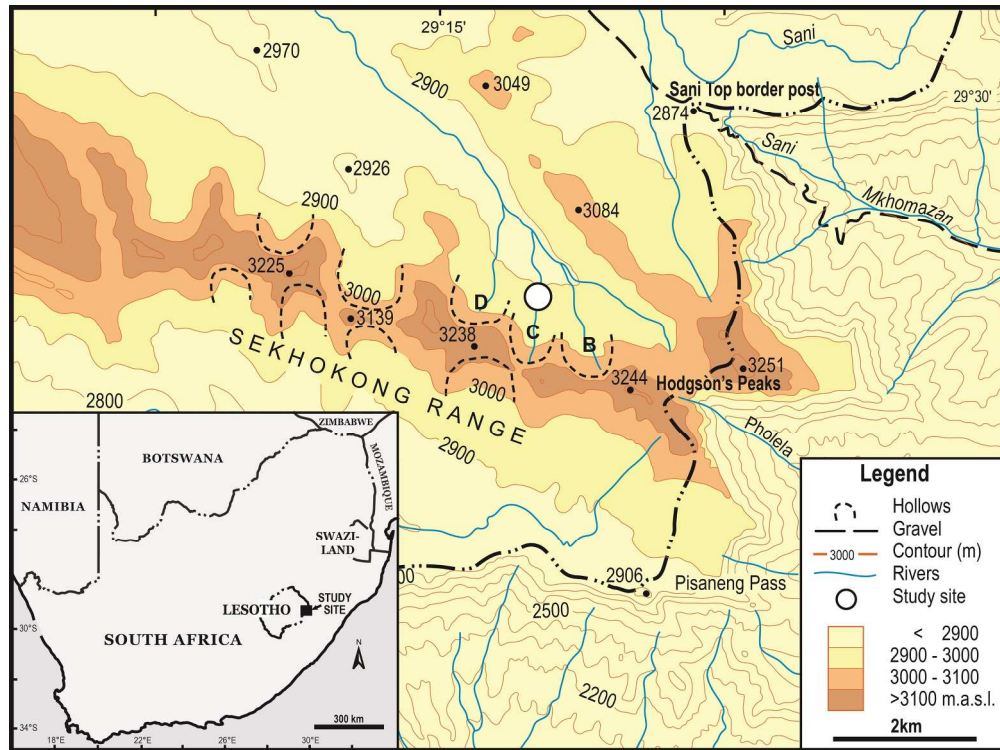 29°15'
2970
2900
3049
Sani
Sani Top border post
29°30'
2874
Sani
Mkhomazan
2926
2900
3084
3225
3000
3139
D
C
B
3238
3000
3244
3251
Hodgson's Peaks
SEKHOKONG RANGE
2800
2900
Pholela
2906
Pisaneng Pass
2500
2200
00
ZIMBABWE
BOTSWANA
MOZAMBIQUE
26°S
NAMIBIA
SWAZI-
LAND
LESOTHO
STUDY
SITE
30°S
SOUTH AFRICA
N
300 km
34°S
18°E
22°E
26°E
30°E
Legend
Hollows
Gravel
3000 Contour (m)
Rivers
Study site
< 2900
2900 - 3000
3000 - 3100
>3100 m.a.s.l.
2km